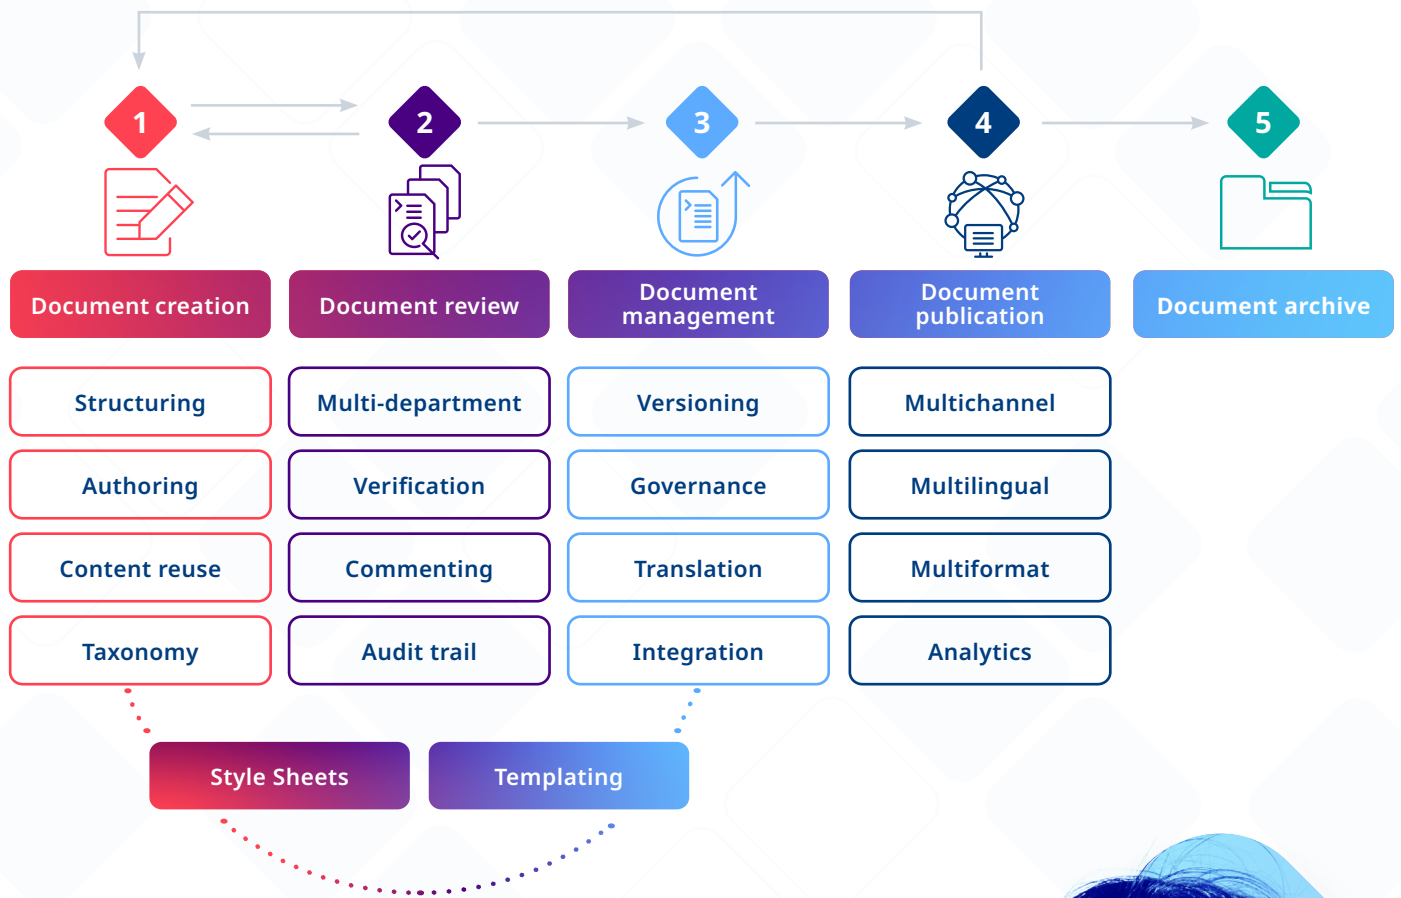 1
2
3
4
5
Document creation
Document review
Document
management
Document
publication
Document archive
Structuring
Multi-department
Versioning
Multichannel
Authoring
Verification
Governance
Multilingual
Content reuse
Commenting
Translation
Multiformat
Taxonomy
Audit trail
Integration
Analytics
Style Sheets
Templating